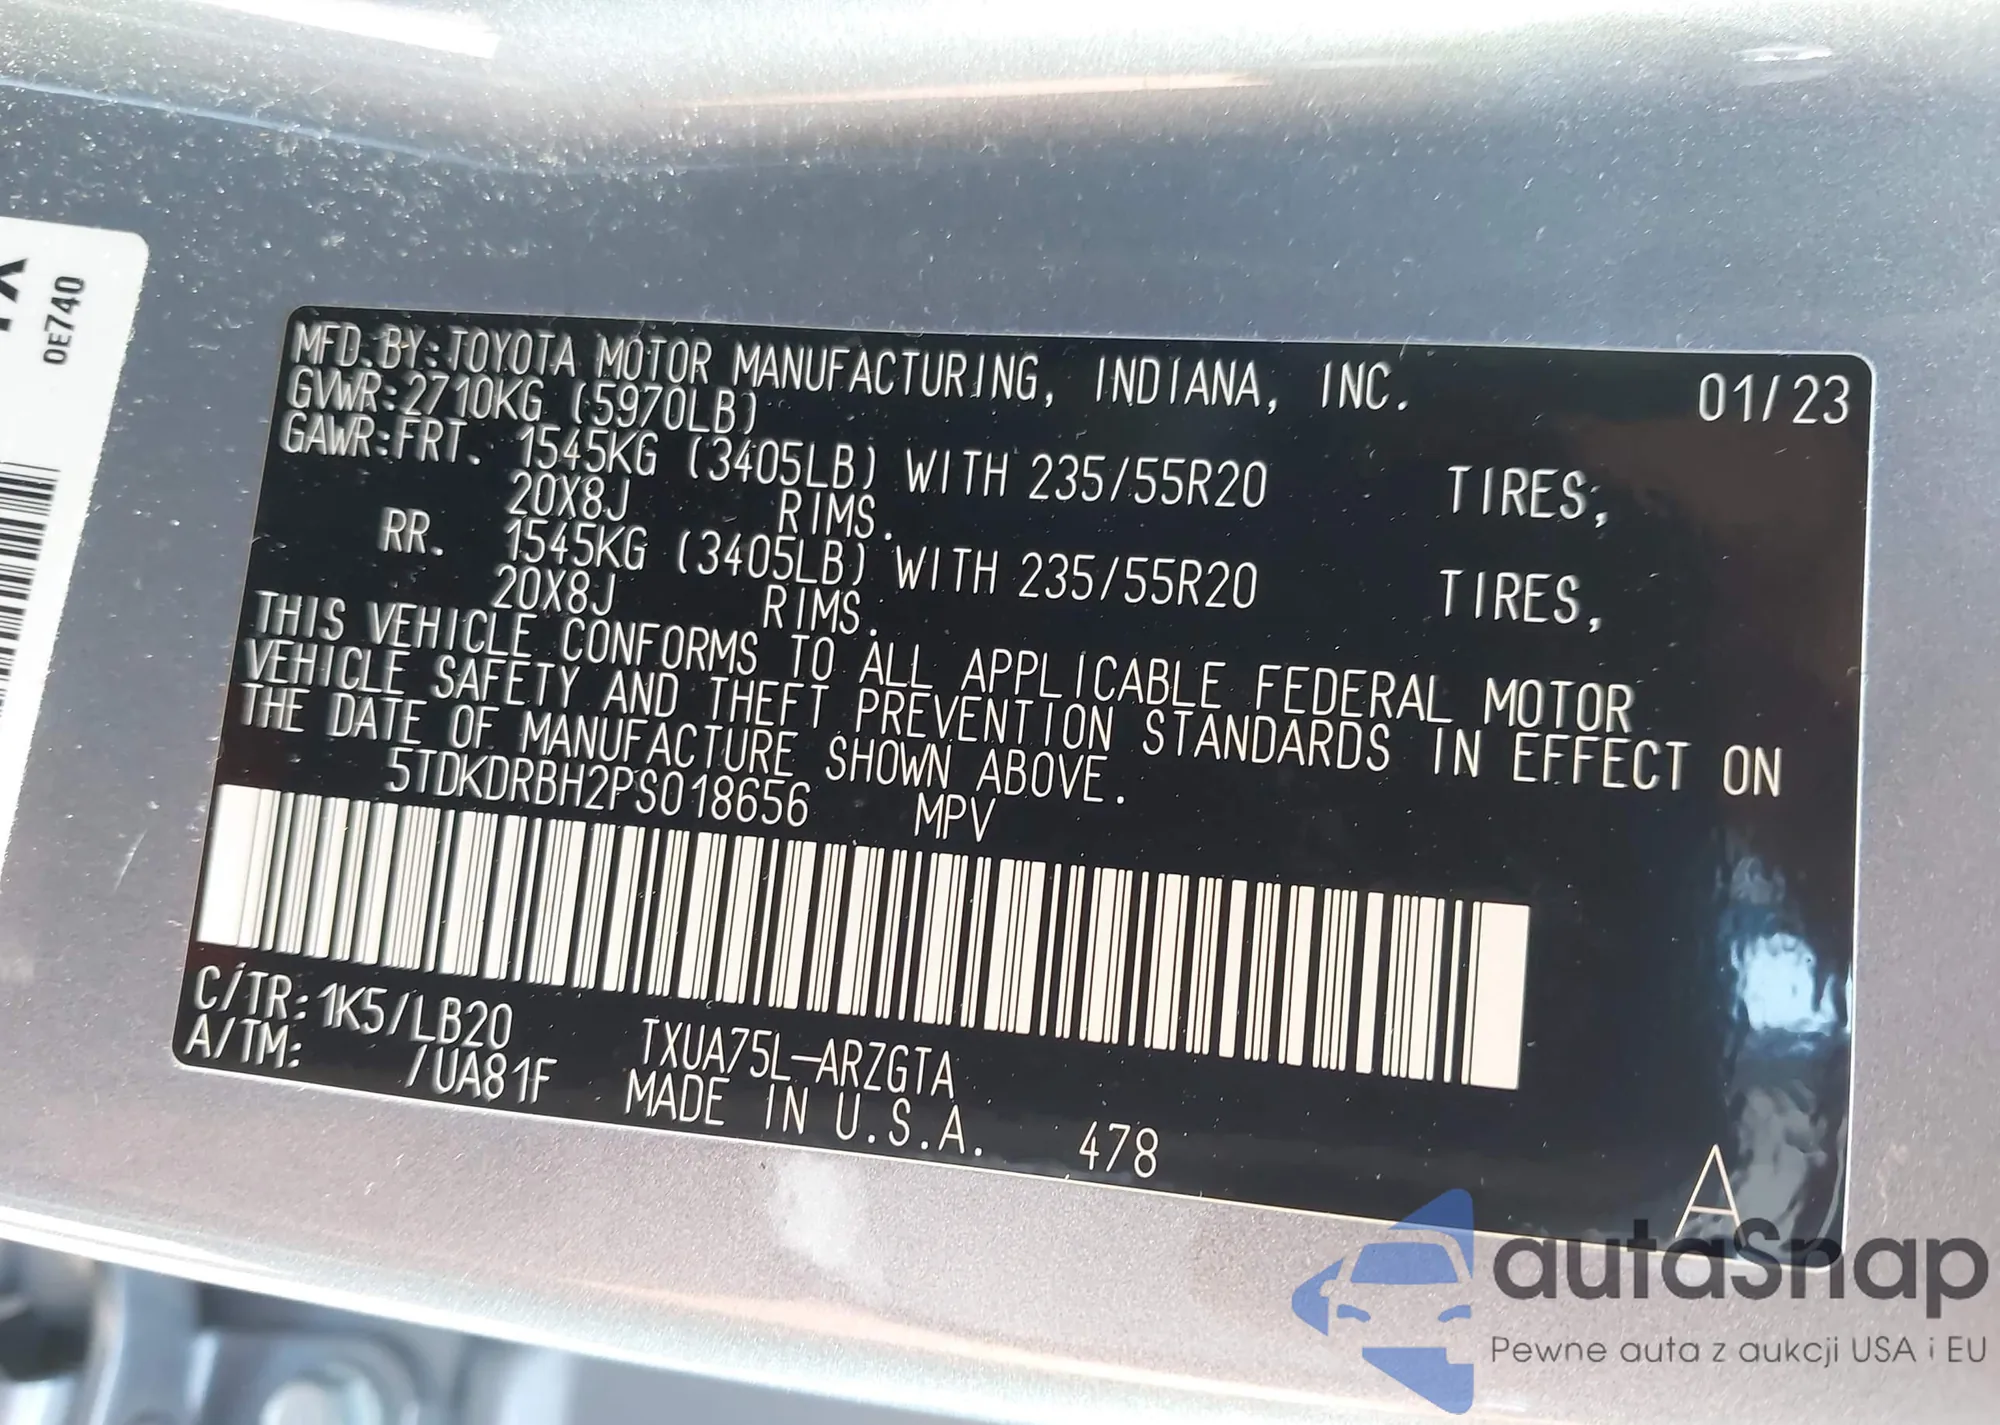 OE740
MFD.BY:TOYOTA MOTOR MANUFACTURING, INDIANA, INC. 01/23
GVWR:2710KG (5970LB)
GAWR:FRT. 1545KG (3405LB) WITH 235/55R20 TIRES,
20X8J RIMS.
RR. 1545KG (3405LB) WITH 235/55R20 TIRES,
20X8J RIMS.
THIS VEHICLE CONFORMS TO ALL APPLICABLE FEDERAL MOTOR
VEHICLE SAFETY AND THEFT PREVENTION STANDARDS IN EFFECT ON
THE DATE OF MANUFACTURE SHOWN ABOVE.
5TDKDRBH2PS018656 MPV
C/TR:1K5/LB20 TXUA75L-ARZGTA
A/TM: /UA81F MADE IN U.S.A. 478
A
autaSnap
Pewne auta z aukcji USA i EU